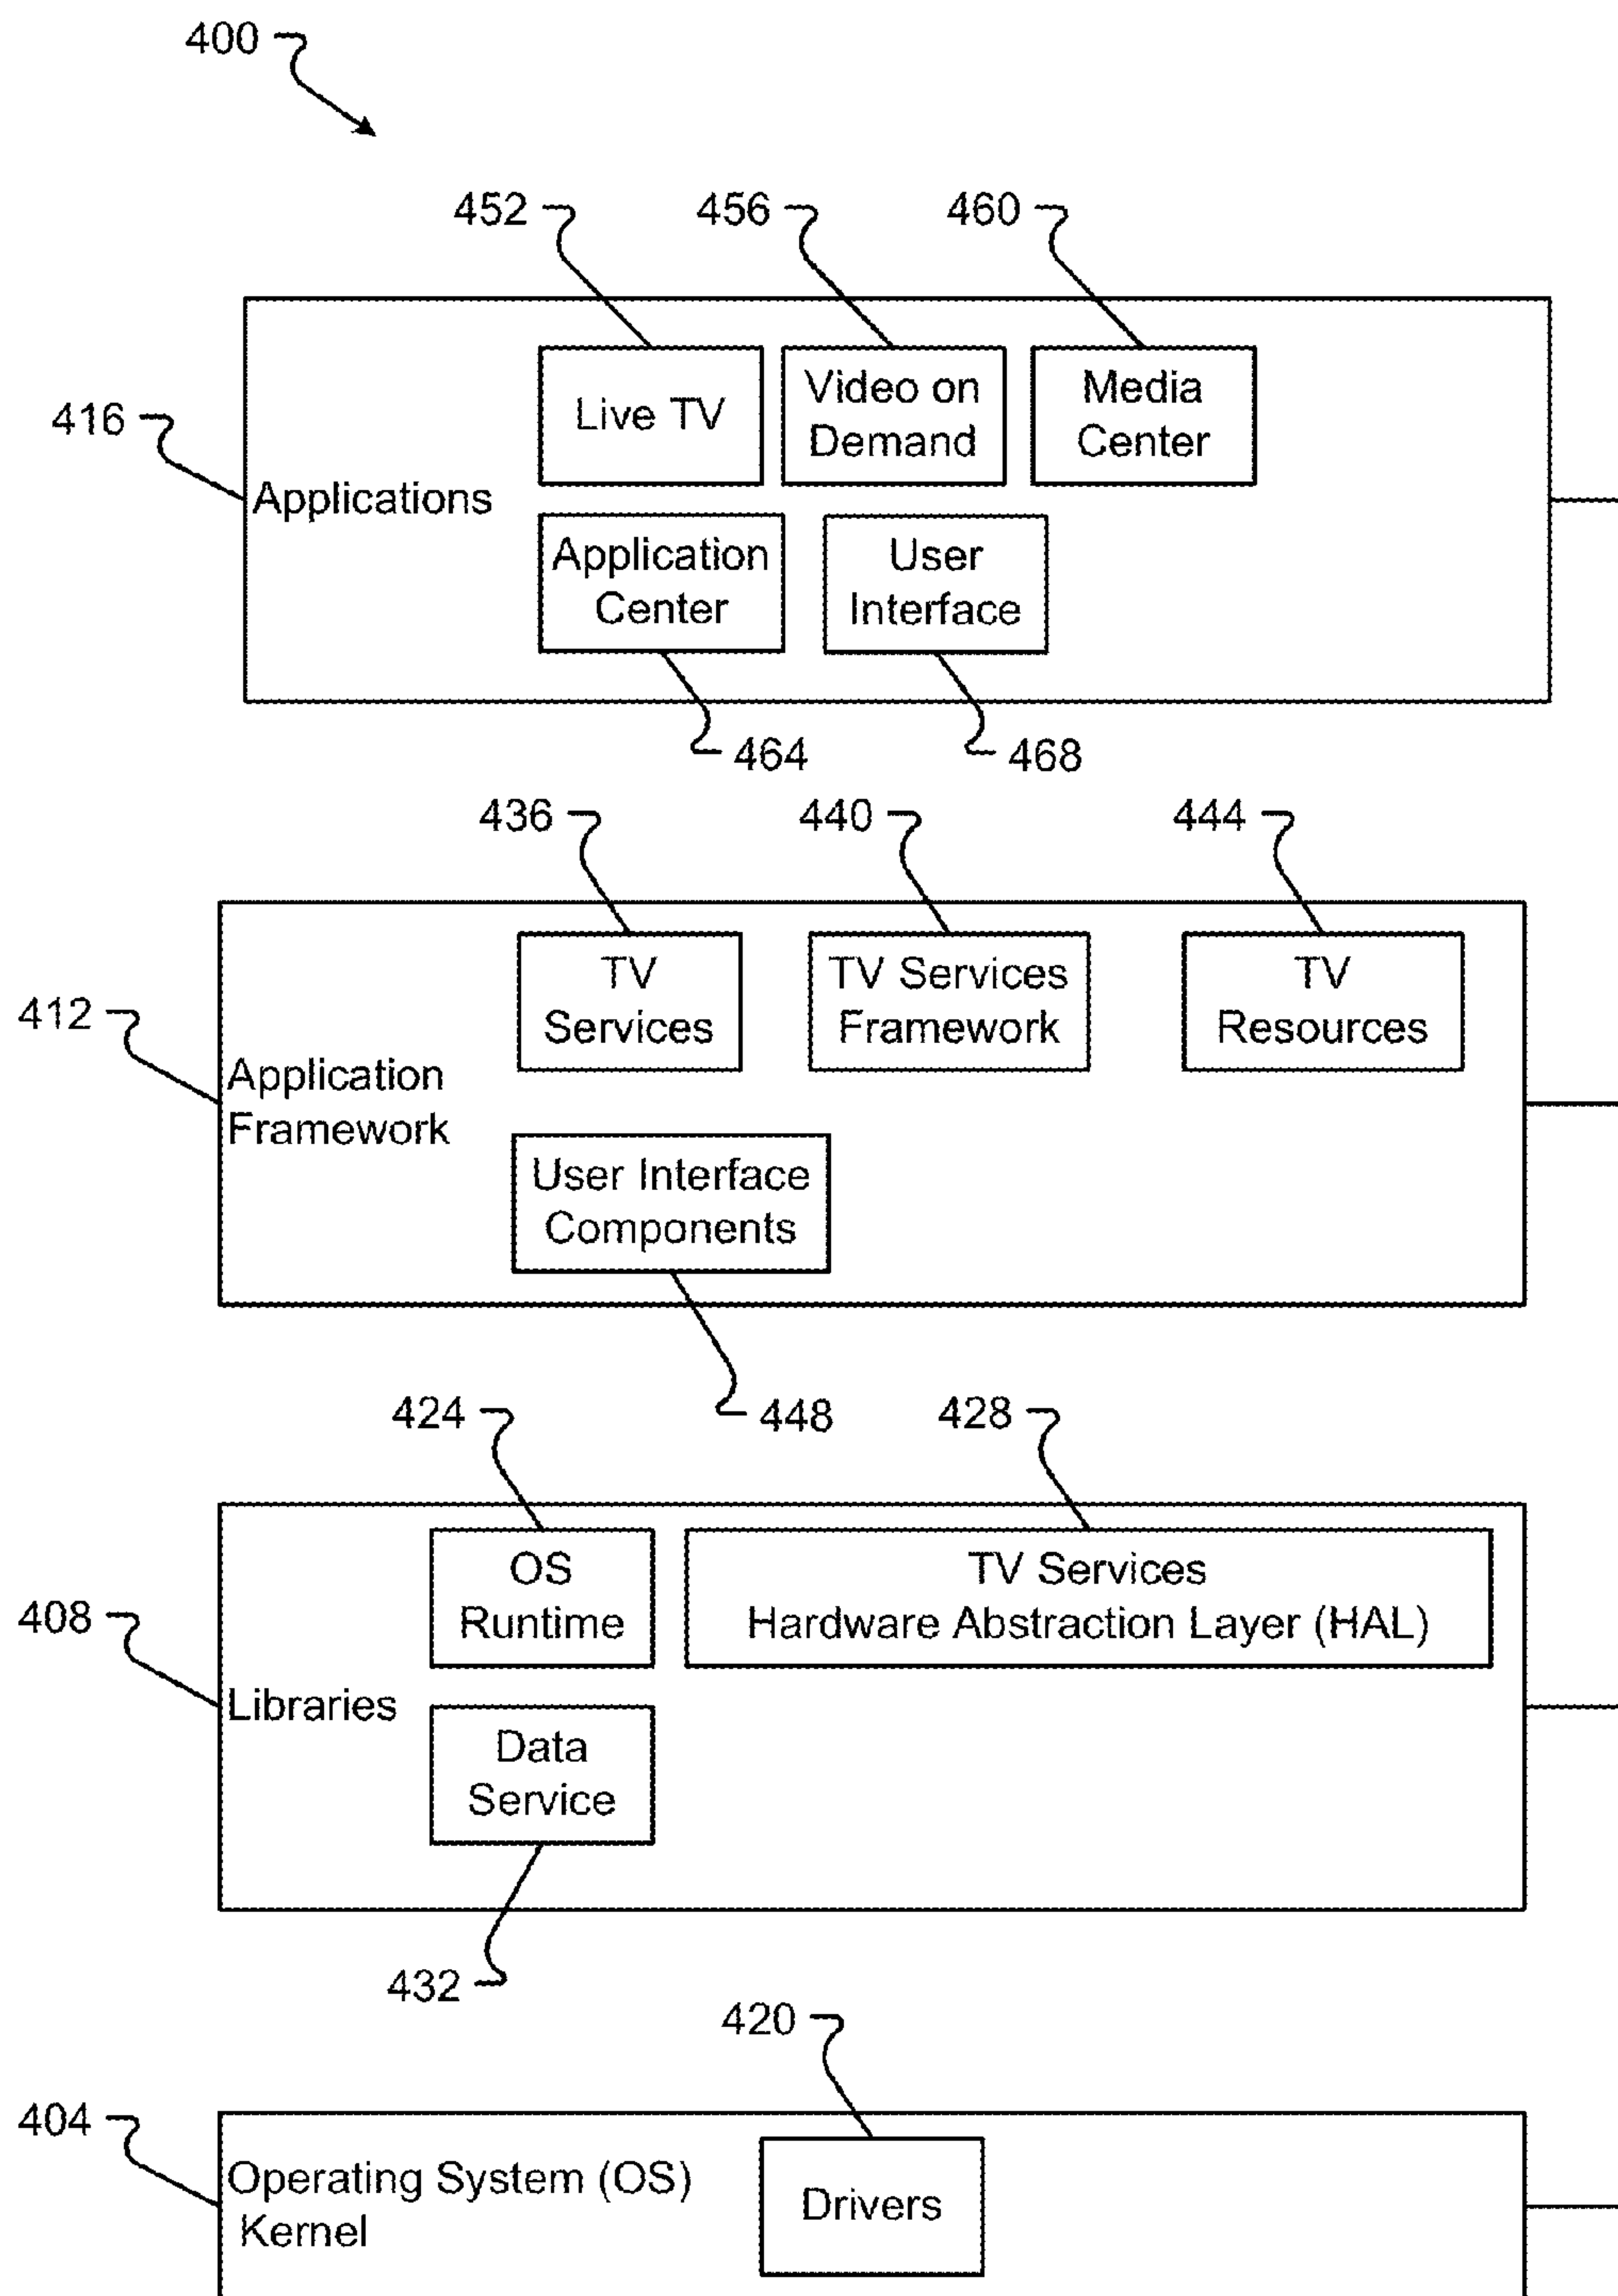 400
452
456
460
416
Applications
Live TV
Video on
Demand
Media
Center
Application
Center
User
Interface
464
468
436
440
444
412
Application
Framework
TV
Services
TV Services
Framework
TV
Resources
User Interface
Components
448
424
428
408
Libraries
OS
Runtime
TV Services
Hardware Abstraction Layer (HAL)
Data
Service
432
420
404
Operating System (OS)
Kernel
Drivers